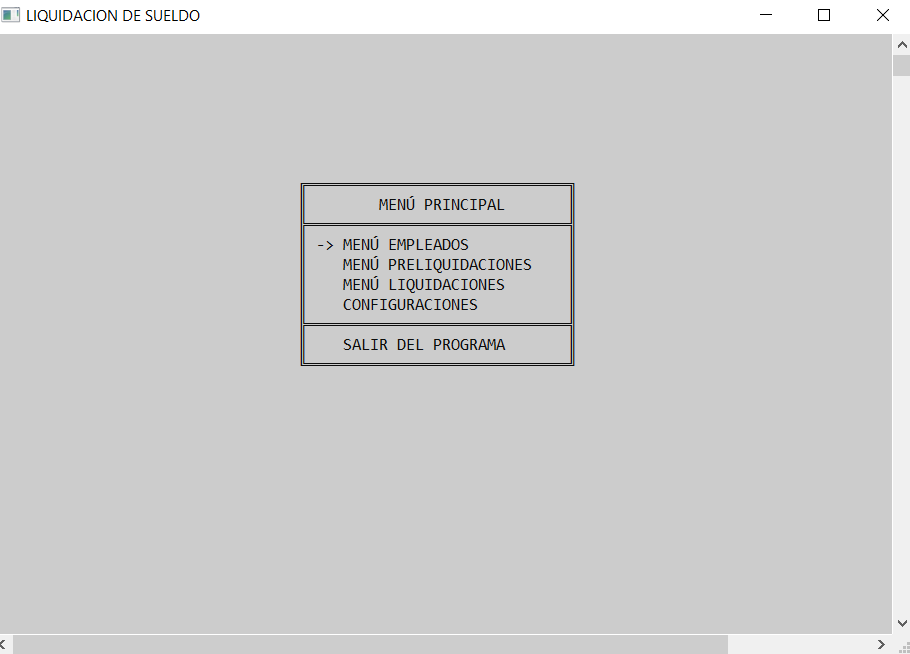 LIQUIDACION DE SUELDO
MENÚ PRINCIPAL
-> MENÚ EMPLEADOS
MENÚ PRELIQUIDACIONES
MENÚ LIQUIDACIONES
CONFIGURACIONES
SALIR DEL PROGRAMA